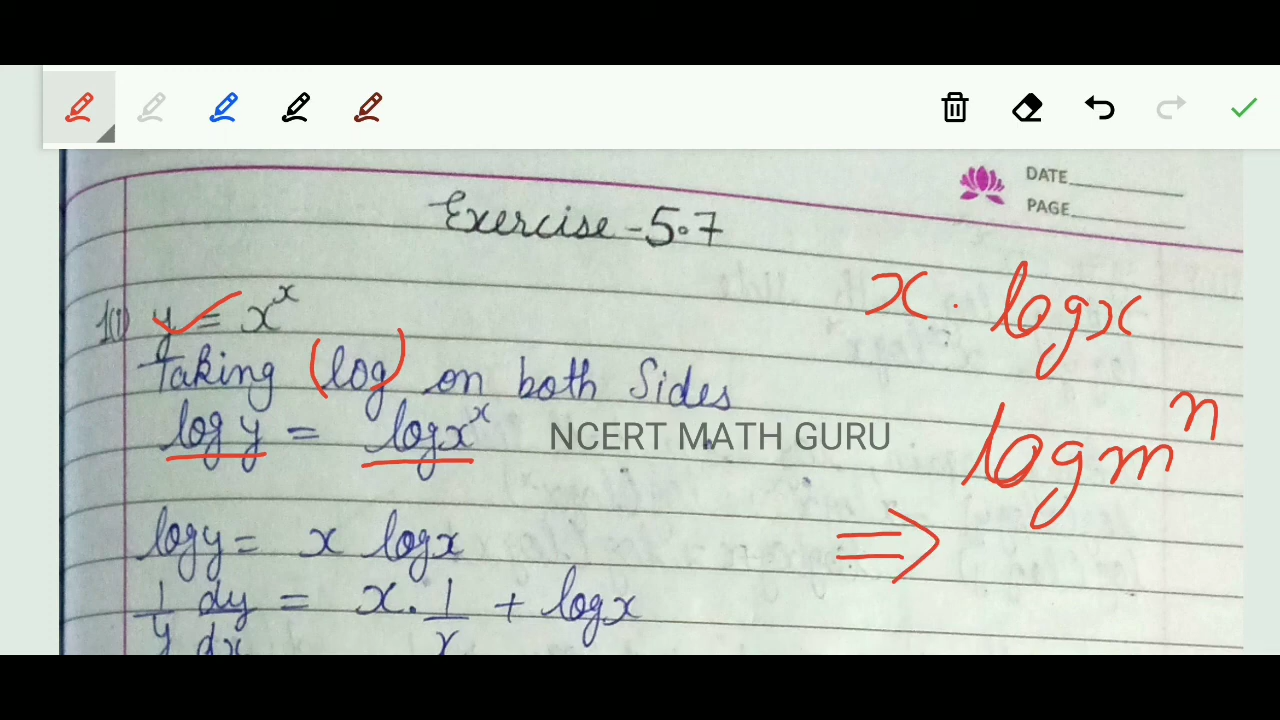 DATE
PAGE
Exercise - 5.7
1(i) y = x^x
Taking (log) on both Sides
log y = log x^x
NCERT MATH GURU
log y = x log x
1/y dy/dx = x. 1/x + log x
x . log x
log m^n
⇒